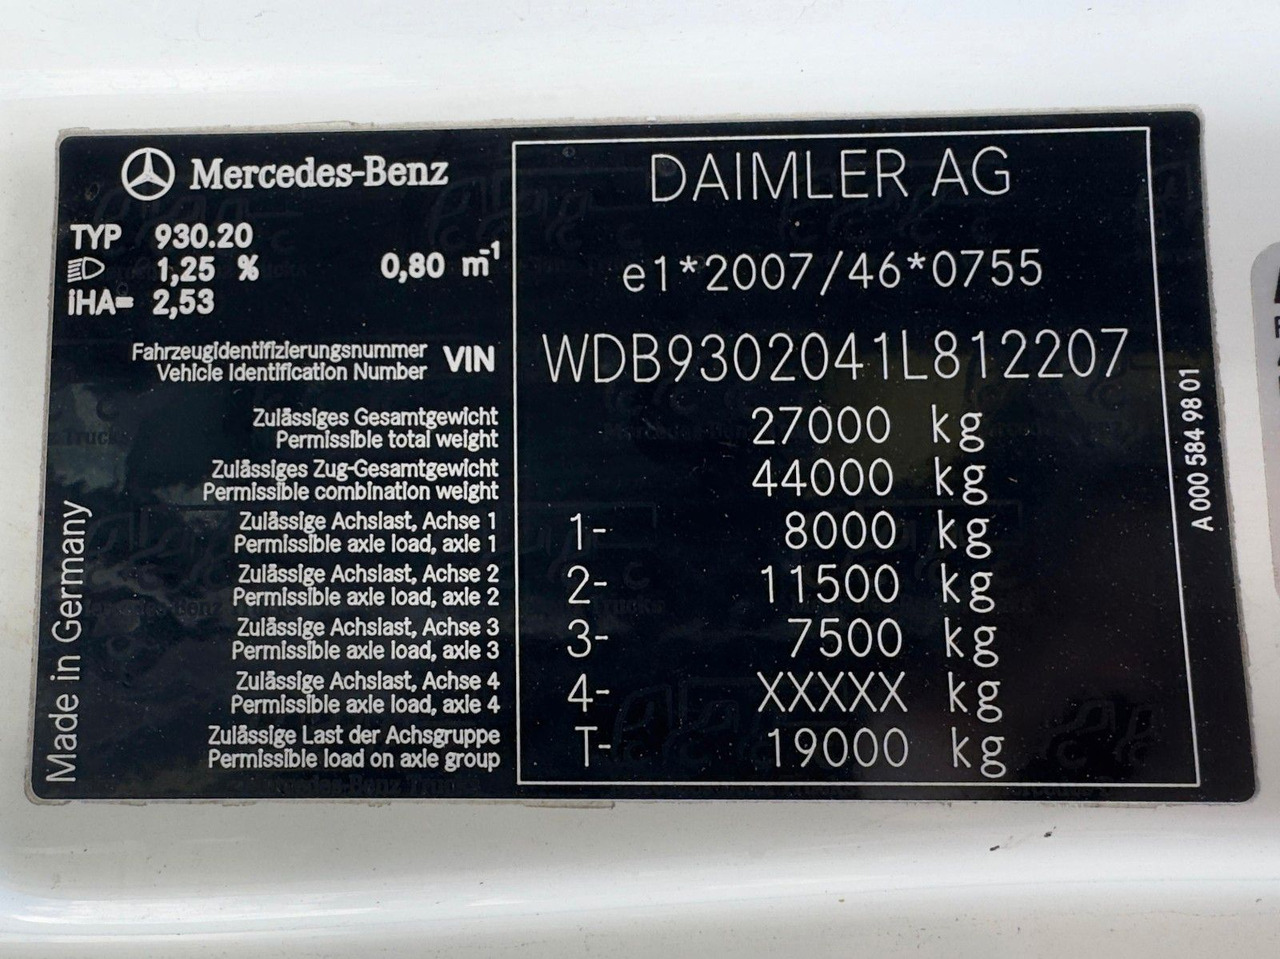 Mercedes-Benz
TYP 930.20
1,25 % 0,80 m⁻¹
iHA= 2,53
DAIMLER AG
e1*2007/46*0755
Fahrzeugidentifizierungsnummer
Vehicle Identification Number
VIN WDB9302041L812207
Zulässiges Gesamtgewicht
Permissible total weight
27000 kg
Zulässiges Zug-Gesamtgewicht
Permissible combination weight
44000 kg
Zulässige Achslast, Achse 1
Permissible axle load, axle 1
1- 8000 kg
Zulässige Achslast, Achse 2
Permissible axle load, axle 2
2- 11500 kg
Zulässige Achslast, Achse 3
Permissible axle load, axle 3
3- 7500 kg
Zulässige Achslast, Achse 4
Permissible axle load, axle 4
4- XXXXX kg
Zulässige Last der Achsgruppe
Permissible load on axle group
T- 19000 kg
Made in Germany
A 000 584 98 01